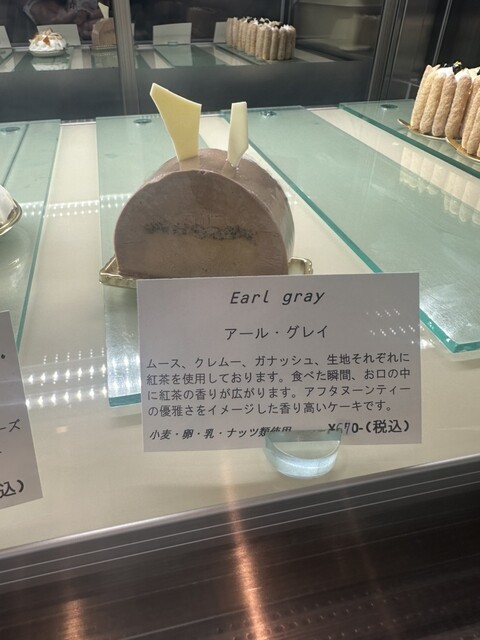 Earl gray
アール・グレイ
ムース、クレムー、ガナッシュ、生地それぞれに
紅茶を使用しております。食べた瞬間、お口の中
に紅茶の香りが広がります。アフタヌーンティー
の優雅さをイメージした香り高いケーキです。
小麦・卵・乳・ナッツ類使用 ¥670-(税込)
ーズ
込)